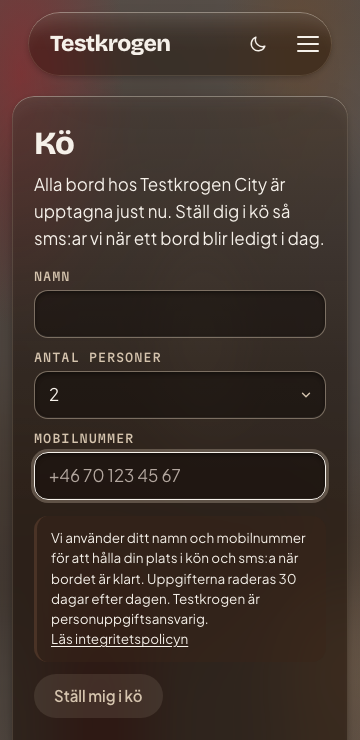 Testkrogen
Kö
Alla bord hos Testkrogen City är
upptagna just nu. Ställ dig i kö så
sms:ar vi när ett bord blir ledigt i dag.
NAMN
ANTAL PERSONER
2
MOBILNUMMER
+46 70 123 45 67
Vi använder ditt namn och mobilnummer
för att hålla din plats i kön och sms:a när
bordet är klart. Uppgifterna raderas 30
dagar efter dagen. Testkrogen är
personuppgiftsansvarig.
Läs integritetspolicyn
Ställ mig i kö